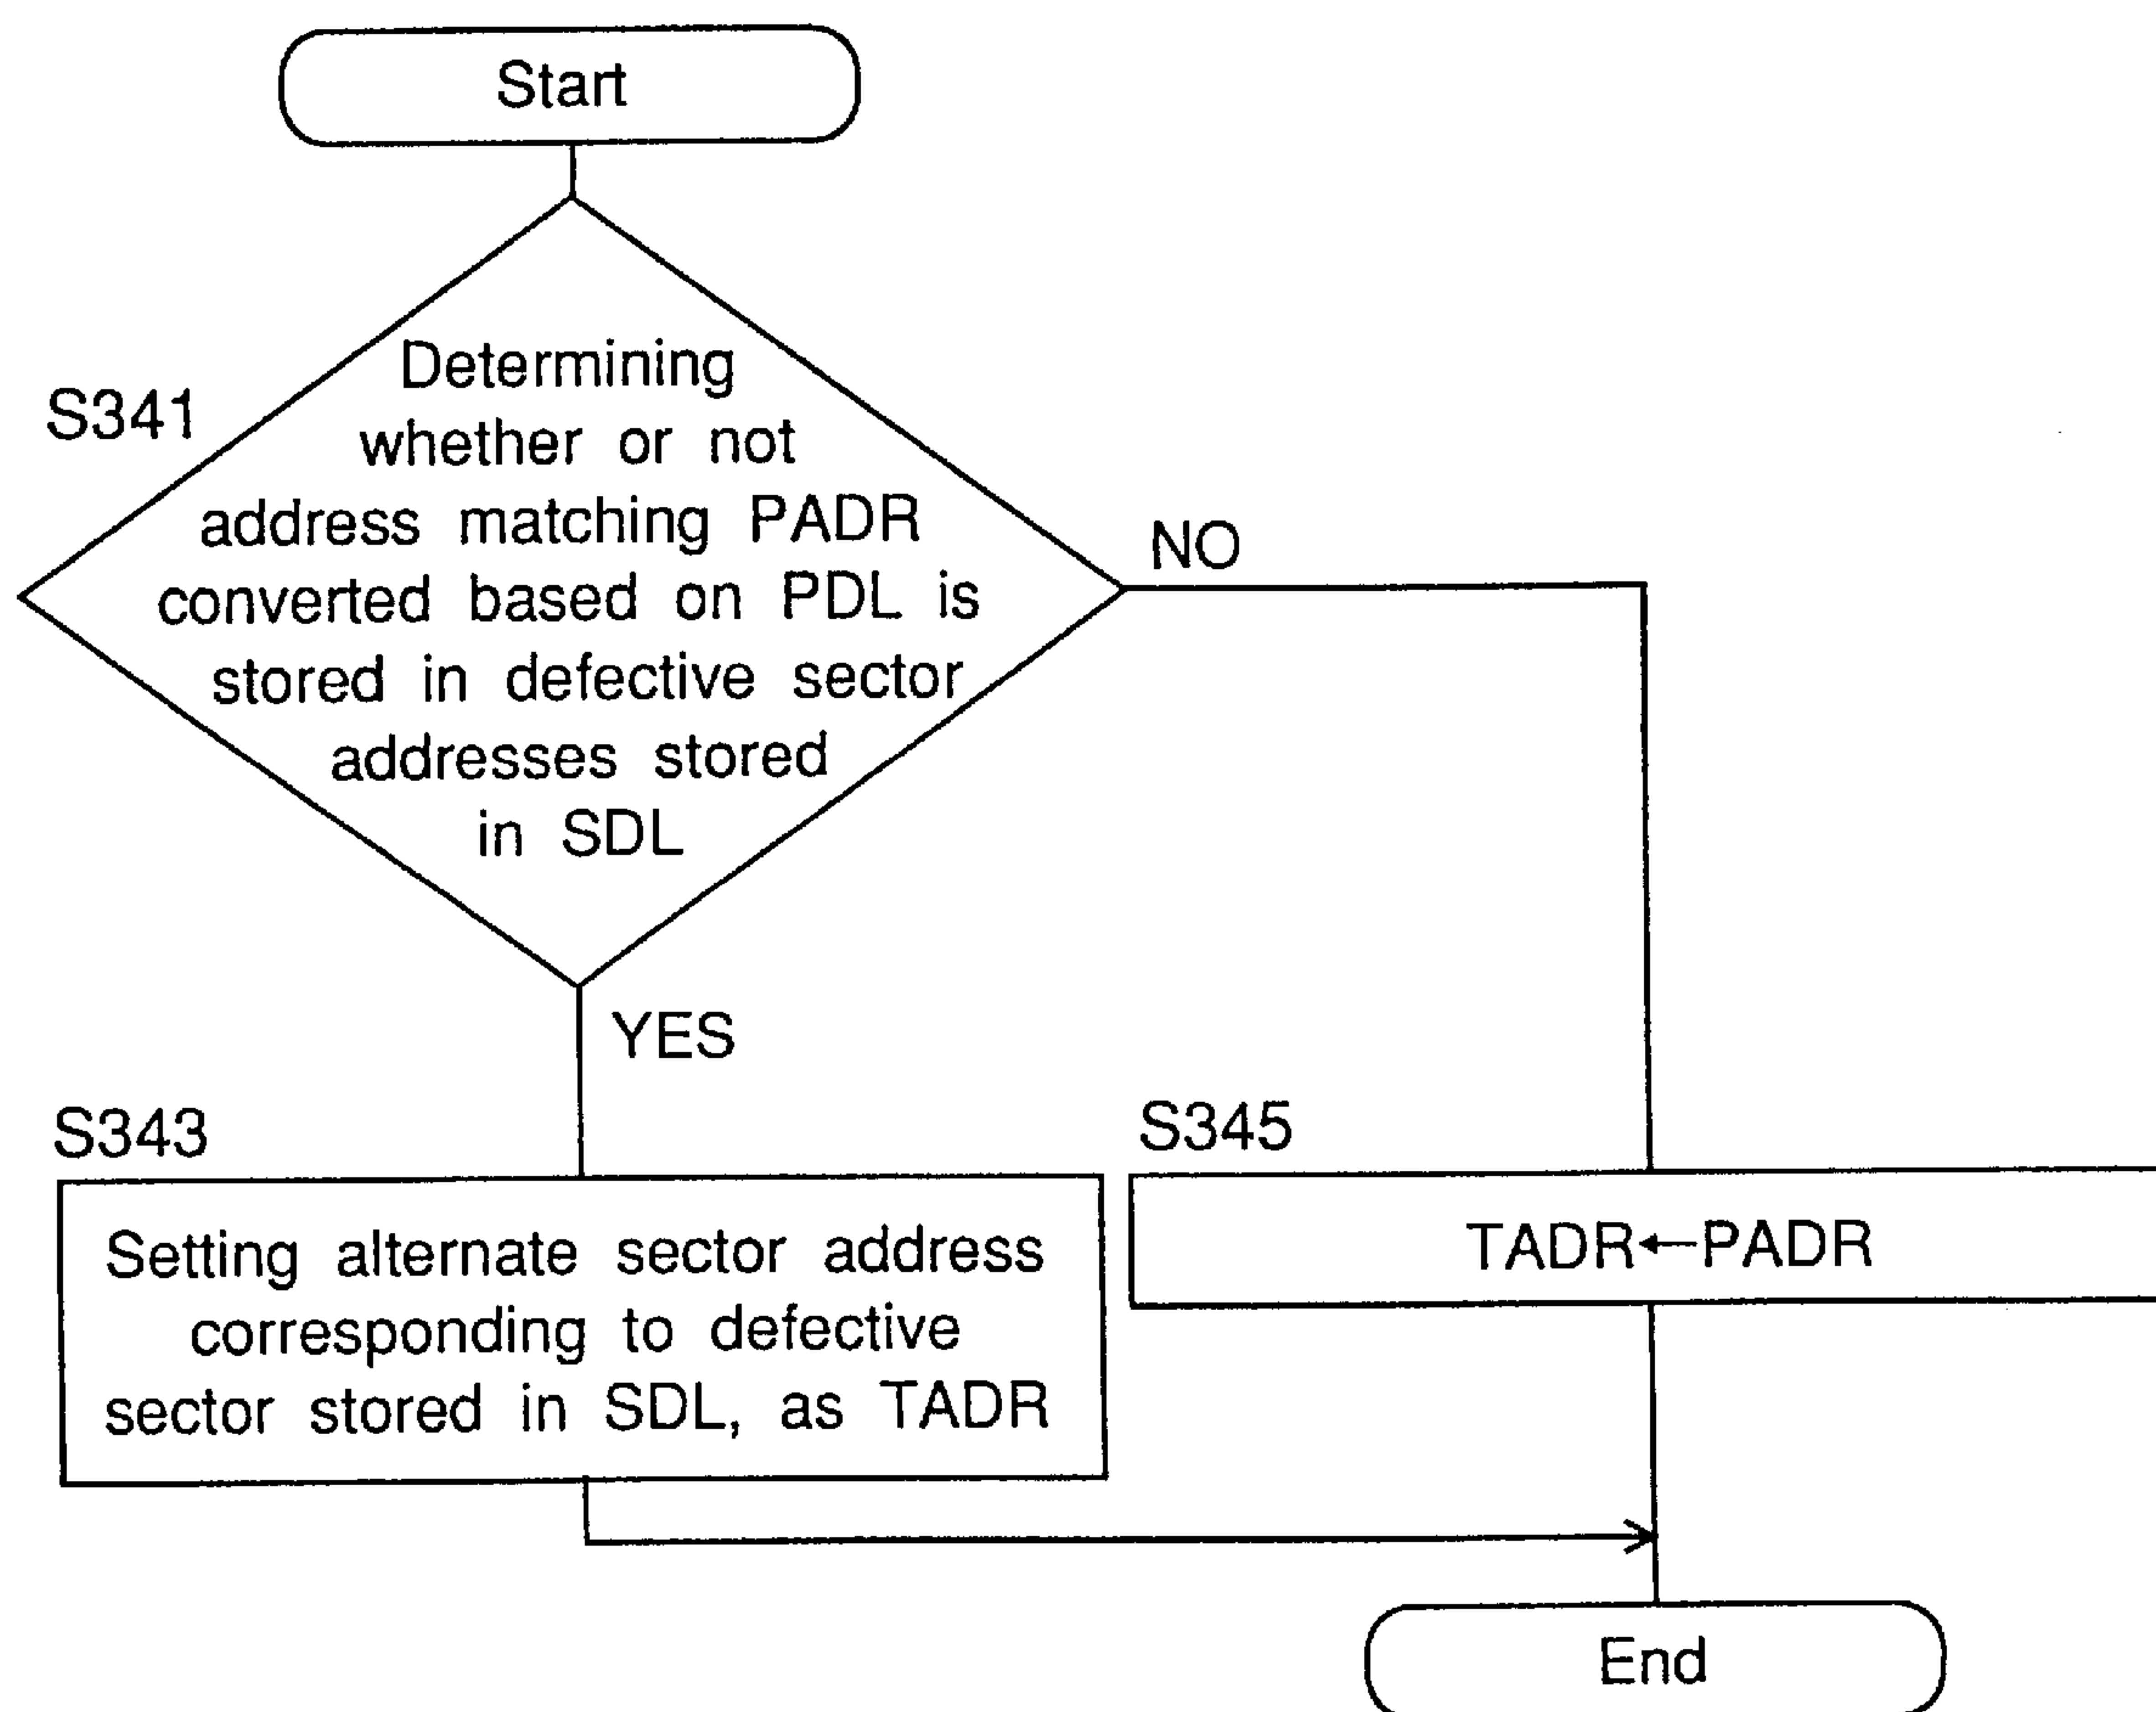 Start
S341
Determining
whether or not
address matching PADR
converted based on PDL is
stored in defective sector
addresses stored
in SDL
NO
YES
S343
Setting alternate sector address
corresponding to defective
sector stored in SDL, as TADR
S345
TADR←PADR
End